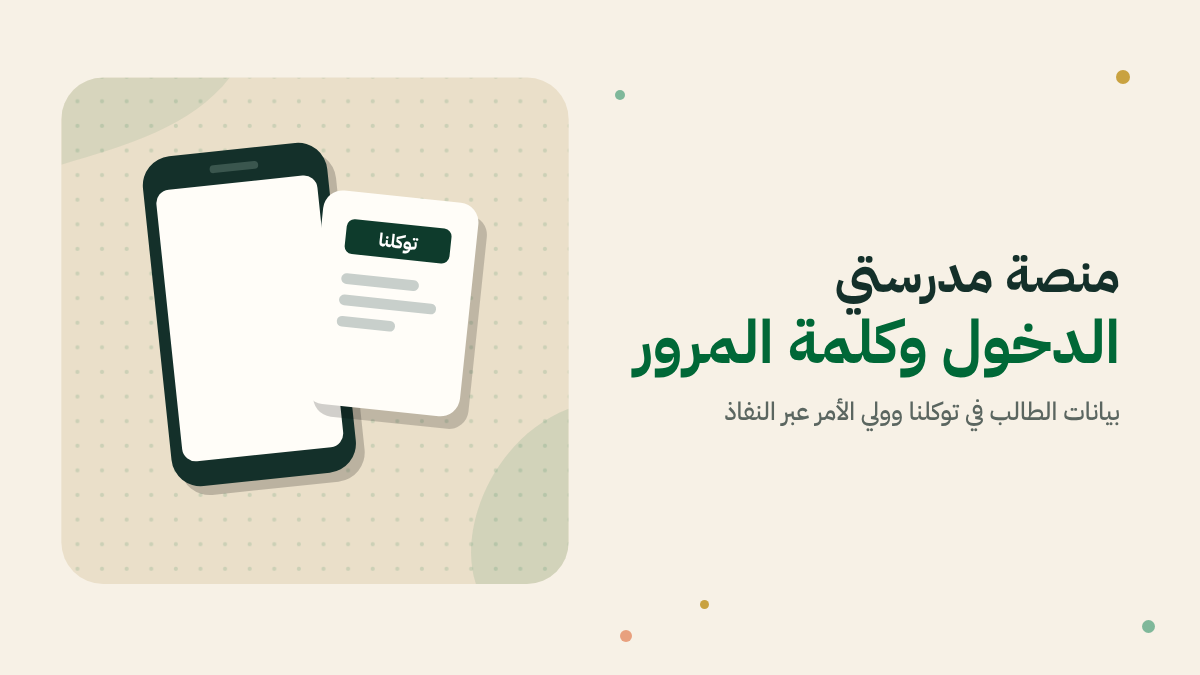 منصة مدرستي
الدخول وكلمة المرور
بيانات الطالب في توكلنا وولي الأمر عبر النفاذ
توكلنا